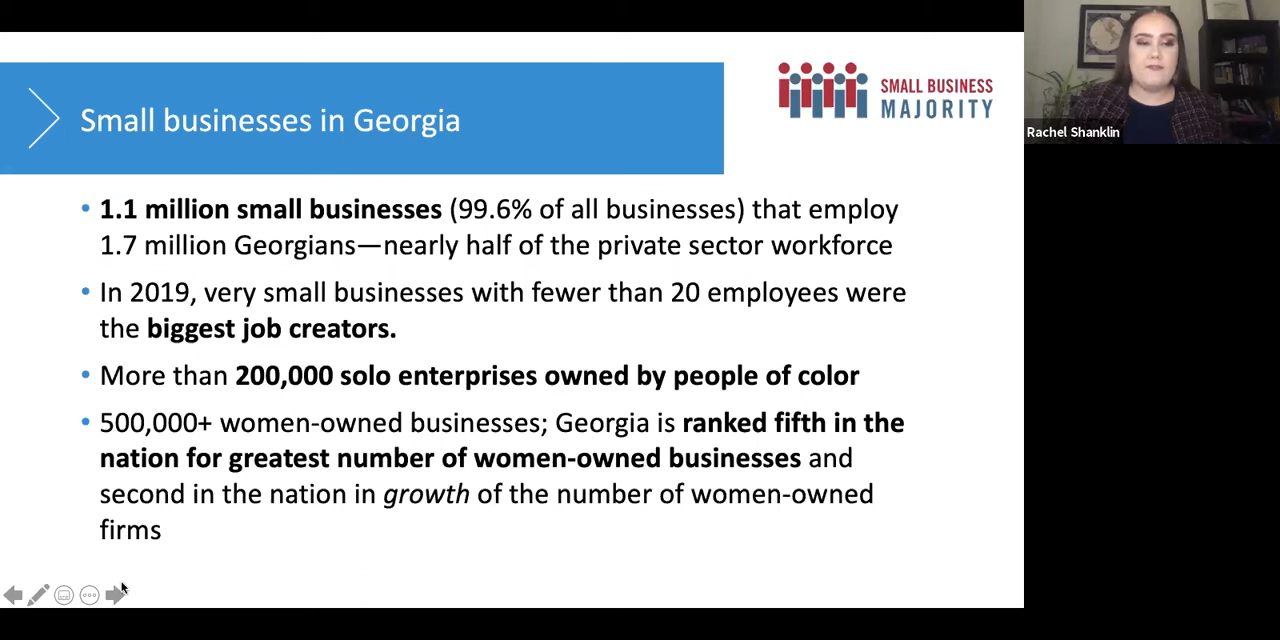 Small businesses in Georgia
SMALL BUSINESS
MAJORITY
Rachel Shanklin
• 1.1 million small businesses (99.6% of all businesses) that employ
1.7 million Georgians—nearly half of the private sector workforce
• In 2019, very small businesses with fewer than 20 employees were
the biggest job creators.
• More than 200,000 solo enterprises owned by people of color
• 500,000+ women-owned businesses; Georgia is ranked fifth in the
nation for greatest number of women-owned businesses and
second in the nation in growth of the number of women-owned
firms